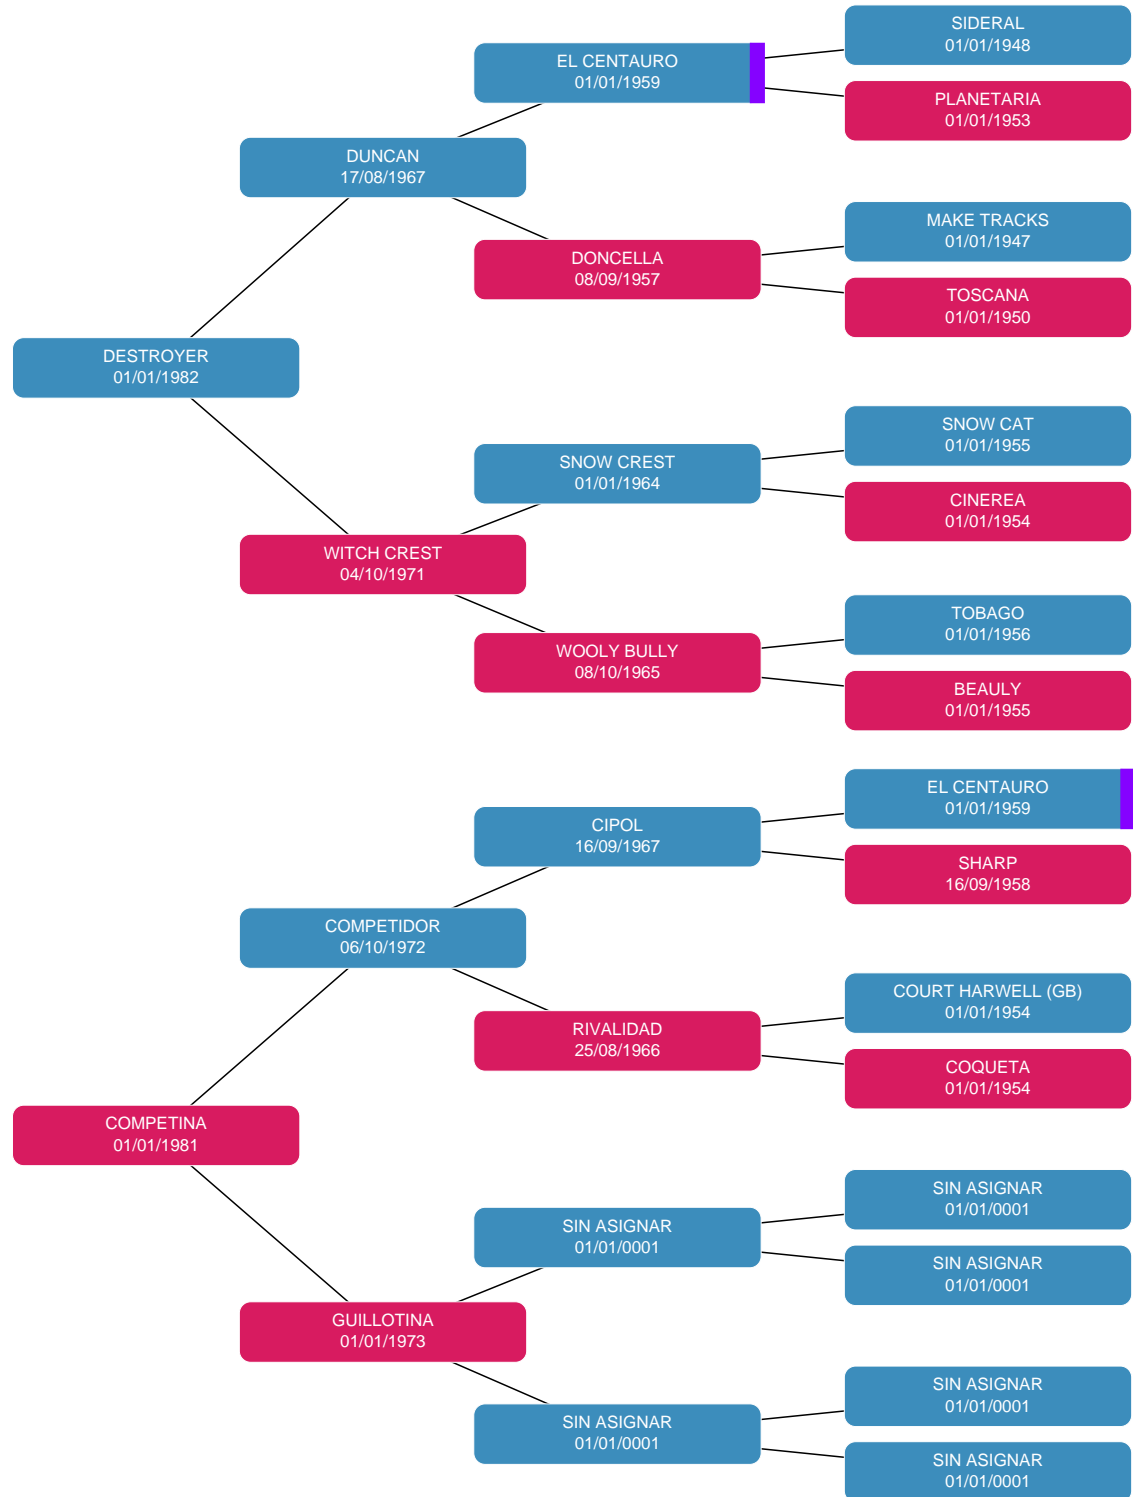 SIDERAL
01/01/1948
EL CENTAURO
01/01/1959
PLANETARIA
01/01/1953
DUNCAN
17/08/1967
MAKE TRACKS
01/01/1947
DONCELLA
08/09/1957
TOSCANA
01/01/1950
DESTROYER
01/01/1982
SNOW CAT
01/01/1955
SNOW CREST
01/01/1964
CINEREA
01/01/1954
WITCH CREST
04/10/1971
TOBAGO
01/01/1956
WOOLY BULLY
08/10/1965
BEAULY
01/01/1955
EL CENTAURO
01/01/1959
CIPOL
16/09/1967
SHARP
16/09/1958
COMPETIDOR
06/10/1972
COURT HARWELL (GB)
01/01/1954
RIVALIDAD
25/08/1966
COQUETA
01/01/1954
COMPETINA
01/01/1981
SIN ASIGNAR
01/01/0001
SIN ASIGNAR
01/01/0001
SIN ASIGNAR
01/01/0001
GUILLOTINA
01/01/1973
SIN ASIGNAR
01/01/0001
SIN ASIGNAR
01/01/0001
SIN ASIGNAR
01/01/0001